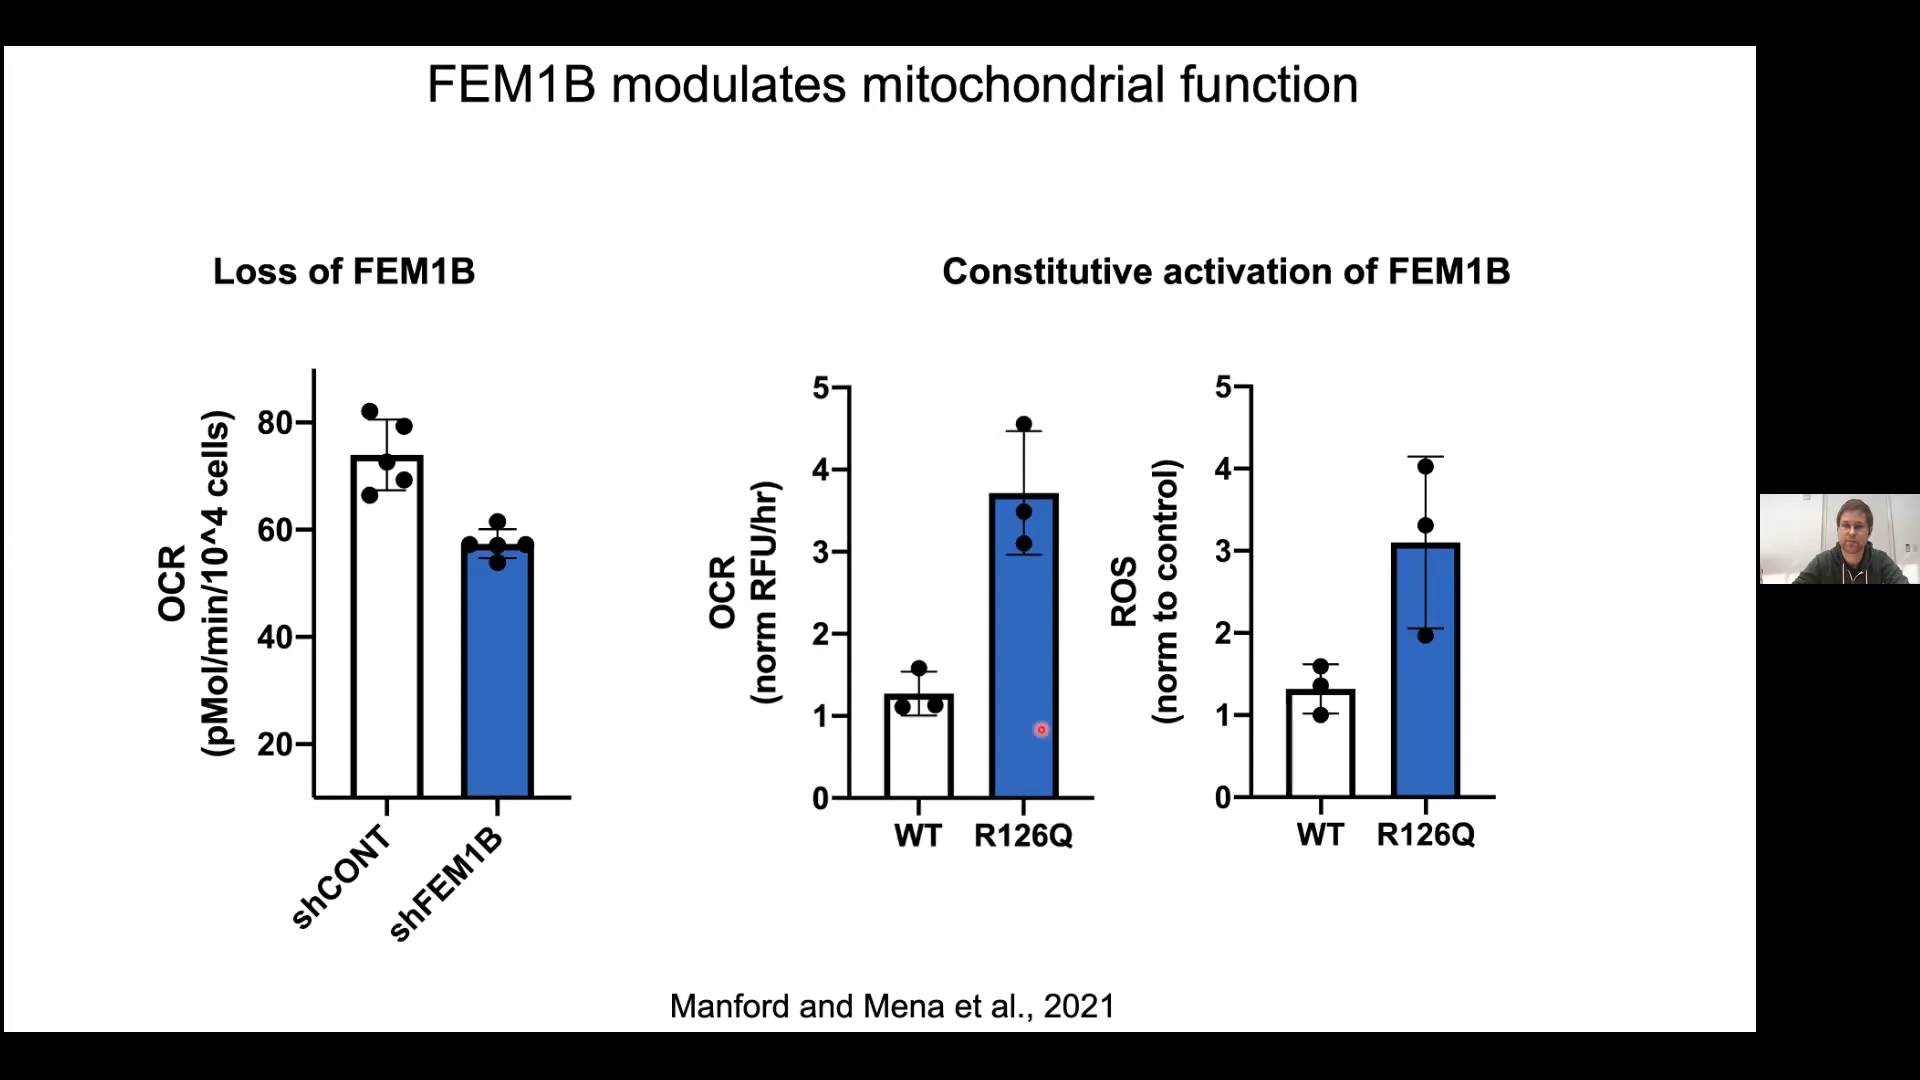 FEM1B modulates mitochondrial function
Loss of FEM1B
Constitutive activation of FEM1B
OCR
(pMol/min/10^4 cells)
80
60
40
20
shCONT
shFEM1B
OCR
(norm RFU/hr)
5
4
3
2
1
0
WT
R126Q
ROS
(norm to control)
5
4
3
2
1
0
WT
R126Q
Manford and Mena et al., 2021